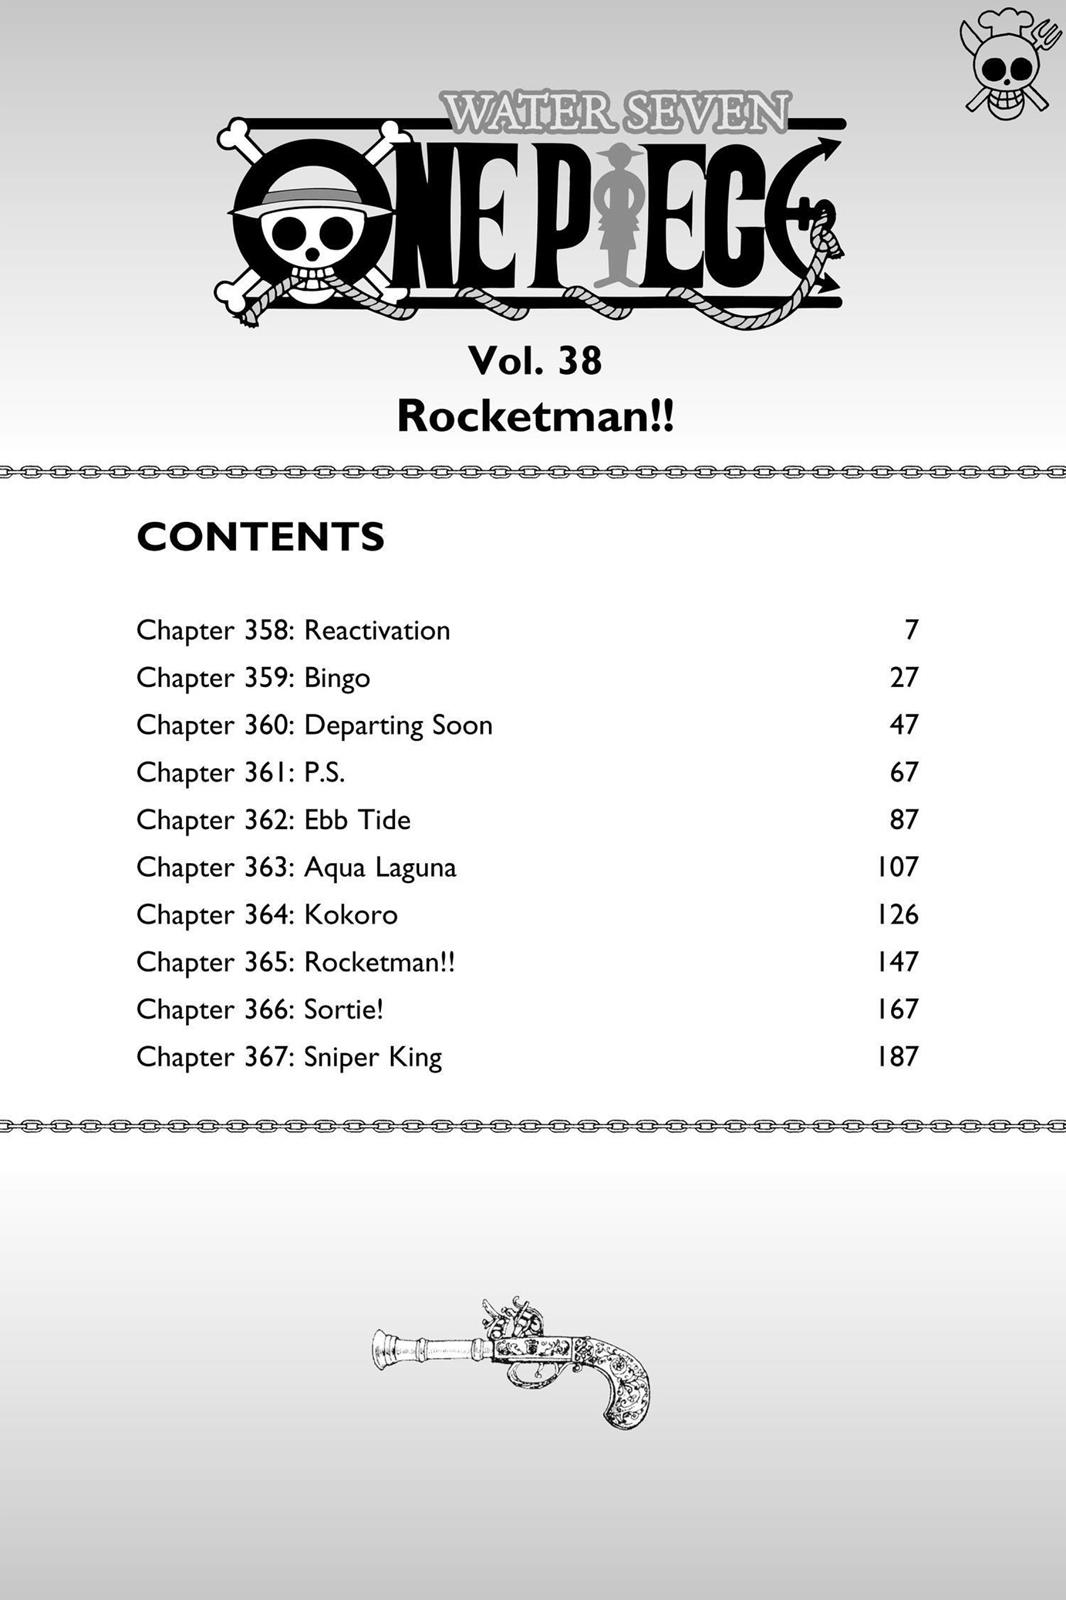 WATER SEVEN
ONE PIECE
Vol. 38
Rocketman!!
CONTENTS
Chapter 358: Reactivation 7
Chapter 359: Bingo 27
Chapter 360: Departing Soon 47
Chapter 361: P.S. 67
Chapter 362: Ebb Tide 87
Chapter 363: Aqua Laguna 107
Chapter 364: Kokoro 126
Chapter 365: Rocketman!! 147
Chapter 366: Sortie! 167
Chapter 367: Sniper King 187